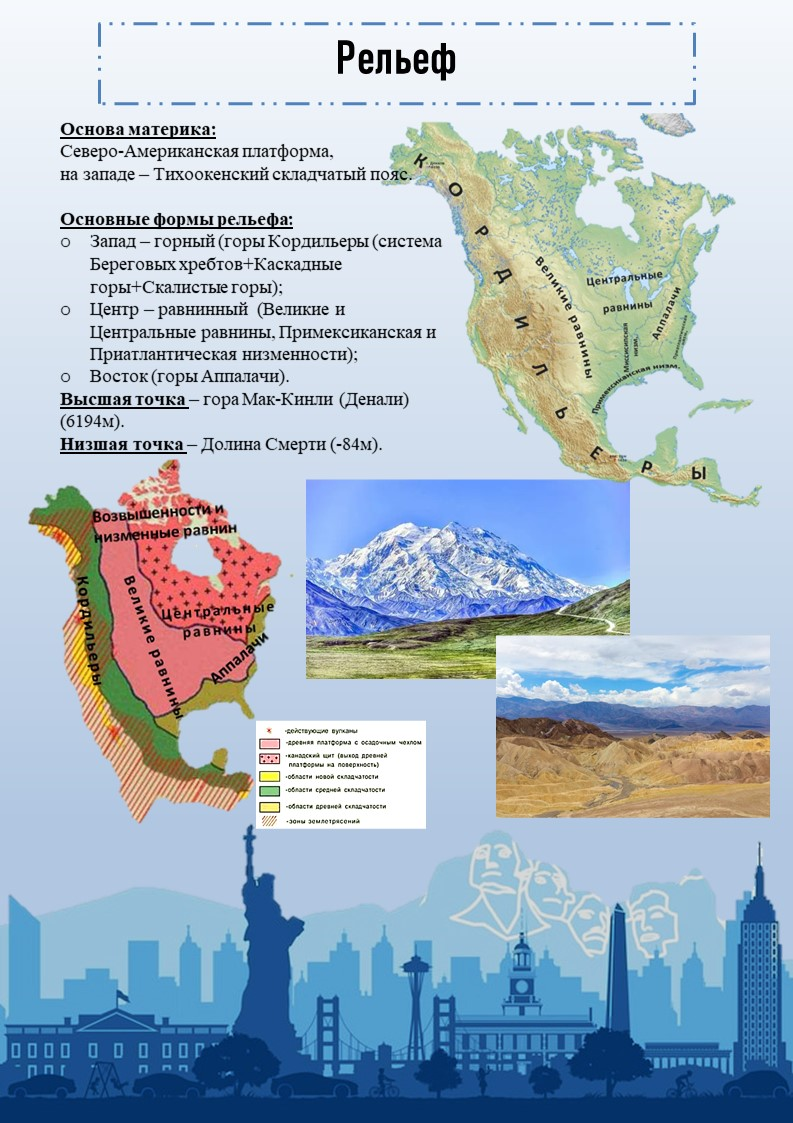 Рельеф
Основа материка:
Северо-Американская платформа,
на западе – Тихоокенский складчатый пояс.
Основные формы рельефа:
o Запад – горный (горы Кордильеры (система
Береговых хребтов+Каскадные
горы+Скалистые горы);
o Центр – равнинный (Великие и
Центральные равнины, Примексиканская и
Приатлантическая низменности);
o Восток (горы Аппалачи).
Высшая точка – гора Мак-Кинли (Денали)
(6194м).
Низшая точка – Долина Смерти (-84м).
КОРДИЛЬЕРЫ
Великие равнины
Центральные
равнины
Аппалачи
Миссисипская
низм.
Примексиканская низм.
Возвышенности и
низменные равнин
Кордильеры
Великие равнины
Центральные
равнины
Аппалачи
-действующие вулканы
-древняя платформа с осадочным чехлом
-канадский щит (выход древней
платформы на поверхность)
-области новой складчатости
-области средней складчатости
-области древней складчатости
-зоны землетрясений